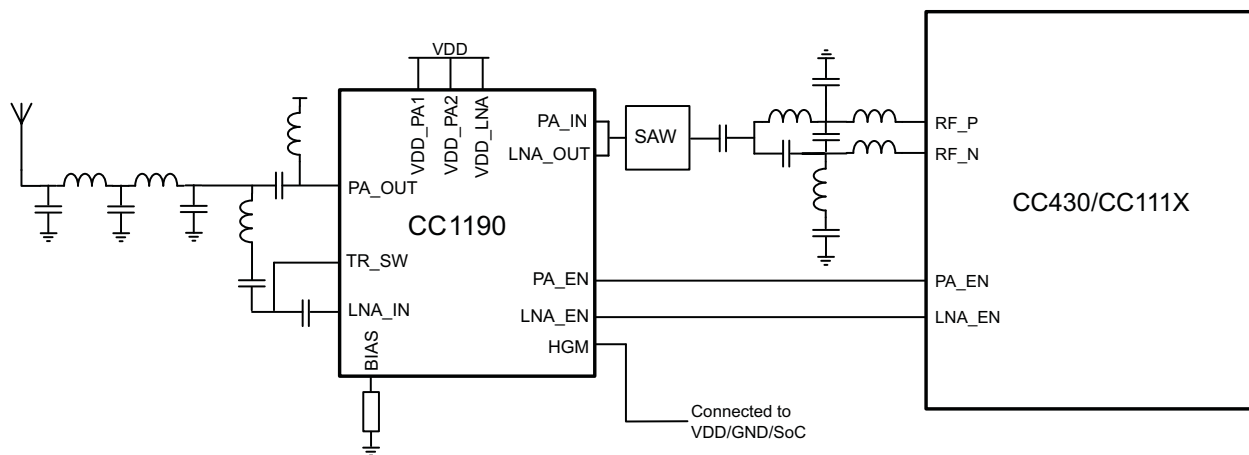 VDD
VDD_PA1
VDD_PA2
VDD_LNA
PA_IN
LNA_OUT
SAW
RF_P
RF_N
PA_OUT
CC1190
CC430/CC111X
TR_SW
LNA_IN
BIAS
PA_EN
LNA_EN
HGM
PA_EN
LNA_EN
Connected to
VDD/GND/SoC